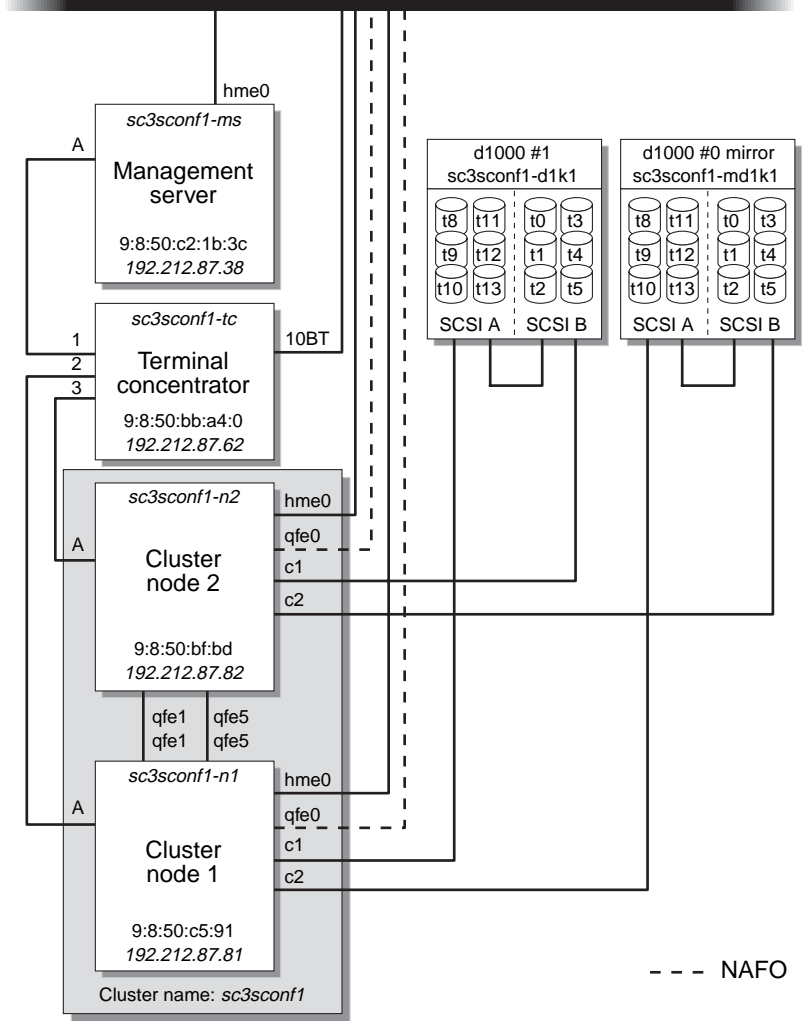 hme0
sc3sconf1-ms
A
Management
server
9:8:50:c2:1b:3c
192.212.87.38
d1000 #1
sc3sconf1-d1k1
t8 t11 t0 t3
t9 t12 t1 t4
t10 t13 t2 t5
SCSI A SCSI B
d1000 #0 mirror
sc3sconf1-md1k1
t8 t11 t0 t3
t9 t12 t1 t4
t10 t13 t2 t5
SCSI A SCSI B
sc3sconf1-tc
1
2
3
10BT
Terminal
concentrator
9:8:50:bb:a4:0
192.212.87.62
sc3sconf1-n2
hme0
qfe0
A
c1
c2
Cluster
node 2
9:8:50:bf:bd
192.212.87.82
qfe1 qfe5
qfe1 qfe5
sc3sconf1-n1
hme0
A
qfe0
c1
c2
Cluster
node 1
9:8:50:c5:91
192.212.87.81
Cluster name: sc3sconf1
NAFO